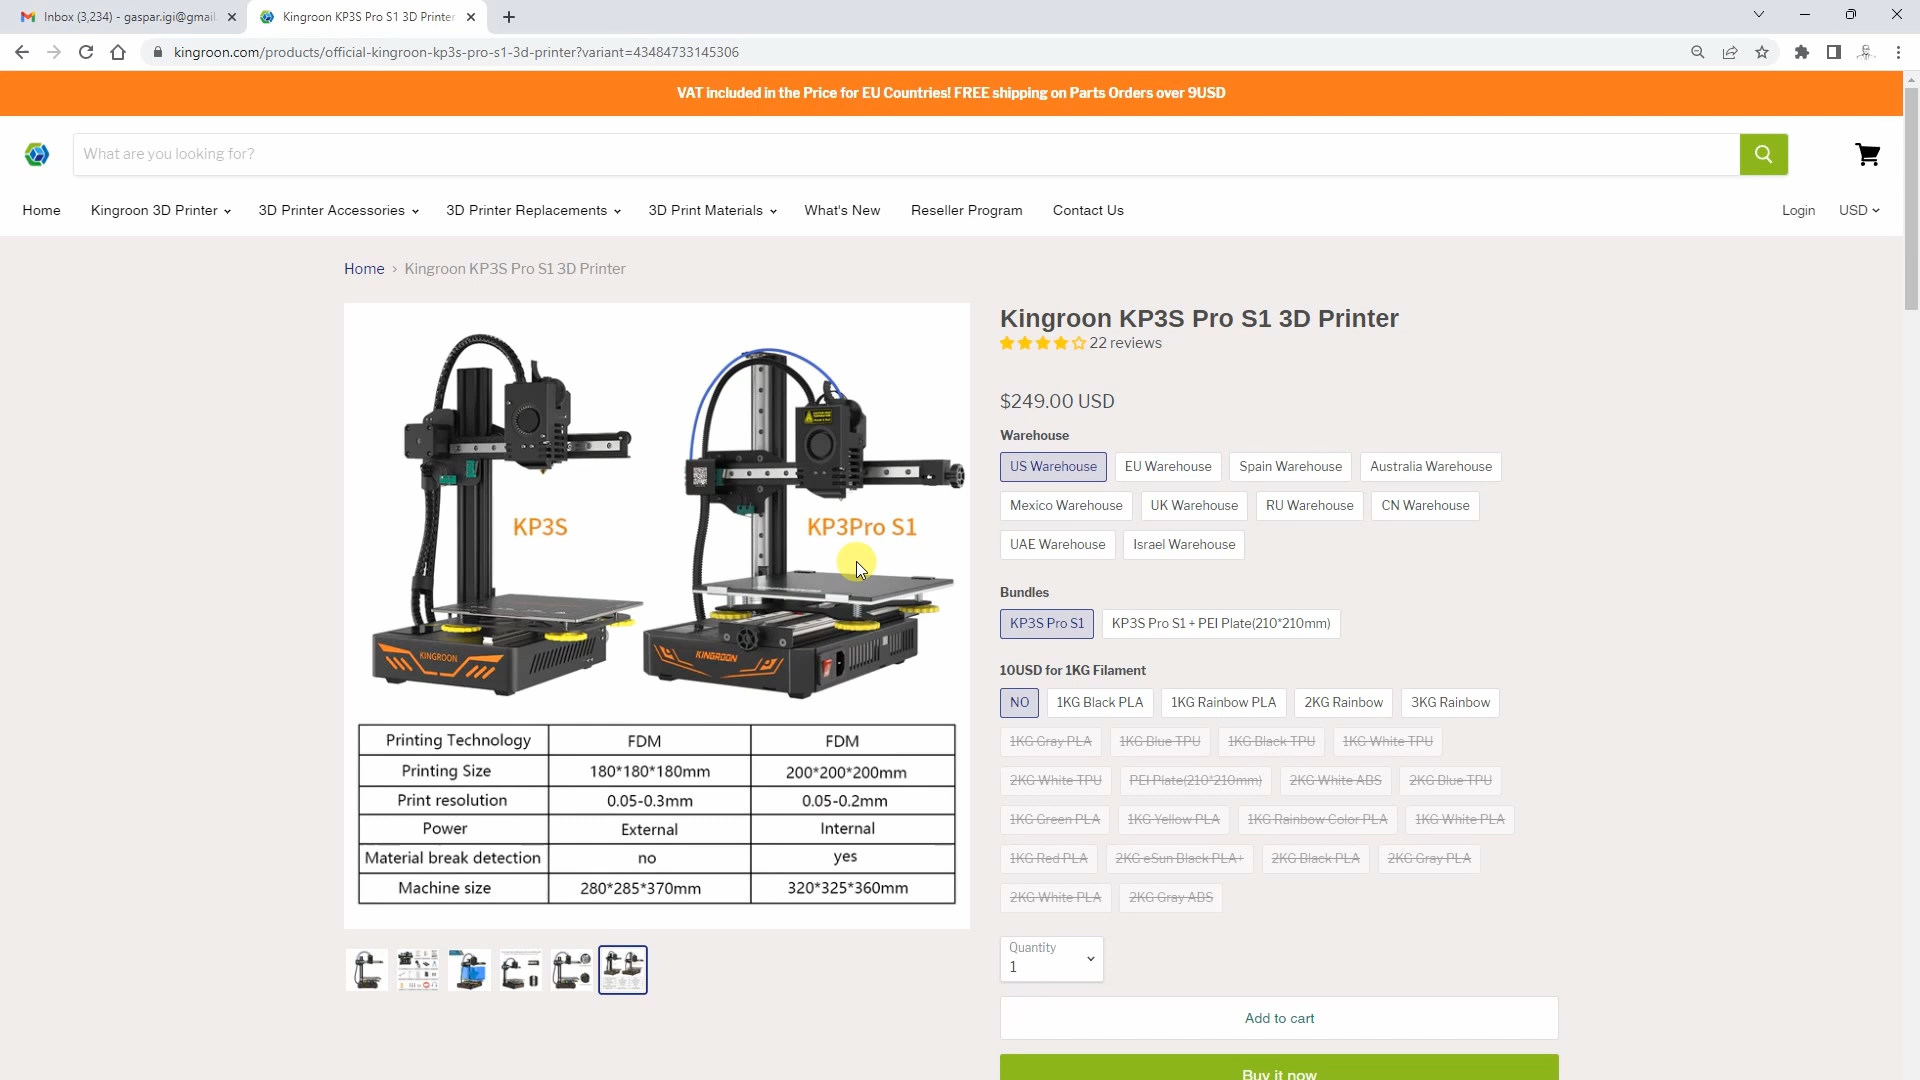 Inbox (3,234) - gaspar.igi@gmail.
Kingroon KP3S Pro S1 3D Printer
kingroon.com/products/official-kingroon-kp3s-pro-s1-3d-printer?variant=43484733145306
VAT included in the Price for EU Countries! FREE shipping on Parts Orders over 9USD
What are you looking for?
Home Kingroon 3D Printer 3D Printer Accessories 3D Printer Replacements 3D Print Materials What's New Reseller Program Contact Us Login USD
Home › Kingroon KP3S Pro S1 3D Printer
KP3S
KP3Pro S1
KINGROON
KINGROON
Printing Technology FDM FDM
Printing Size 180*180*180mm 200*200*200mm
Print resolution 0.05-0.3mm 0.05-0.2mm
Power External Internal
Material break detection no yes
Machine size 280*285*370mm 320*325*360mm
Kingroon KP3S Pro S1 3D Printer
22 reviews
$249.00 USD
Warehouse
US Warehouse EU Warehouse Spain Warehouse Australia Warehouse
Mexico Warehouse UK Warehouse RU Warehouse CN Warehouse
UAE Warehouse Israel Warehouse
Bundles
KP3S Pro S1 KP3S Pro S1 + PEI Plate(210*210mm)
10USD for 1KG Filament
NO 1KG Black PLA 1KG Rainbow PLA 2KG Rainbow 3KG Rainbow
1KG Gray PLA 1KG Blue TPU 1KG Black TPU 1KG White TPU
2KG White TPU PEI Plate(210*210mm) 2KG White ABS 2KG Blue TPU
1KG Green PLA 1KG Yellow PLA 1KG Rainbow Color PLA 1KG White PLA
1KG Red PLA 2KG eSun Black PLA+ 2KG Black PLA 2KG Gray PLA
2KG White PLA 2KG Gray ABS
Quantity
1
Add to cart
Buy it now